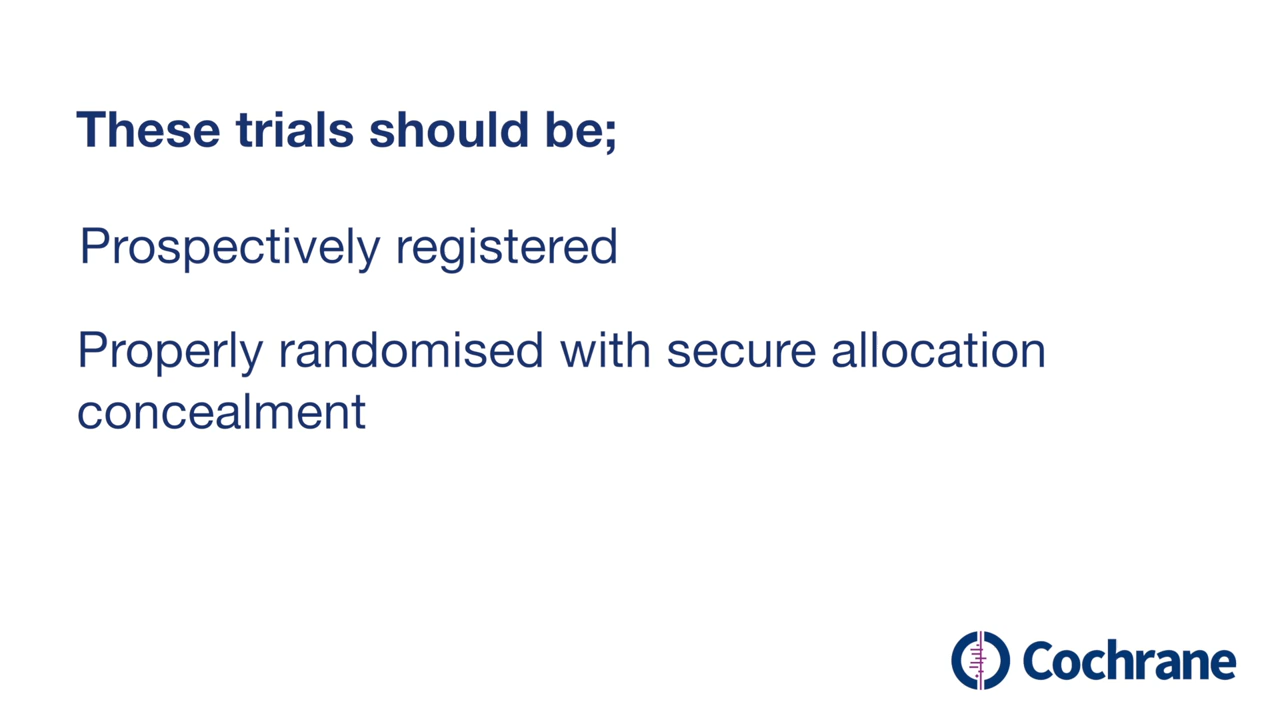 These trials should be;
Prospectively registered
Properly randomised with secure allocation
concealment
Cochrane